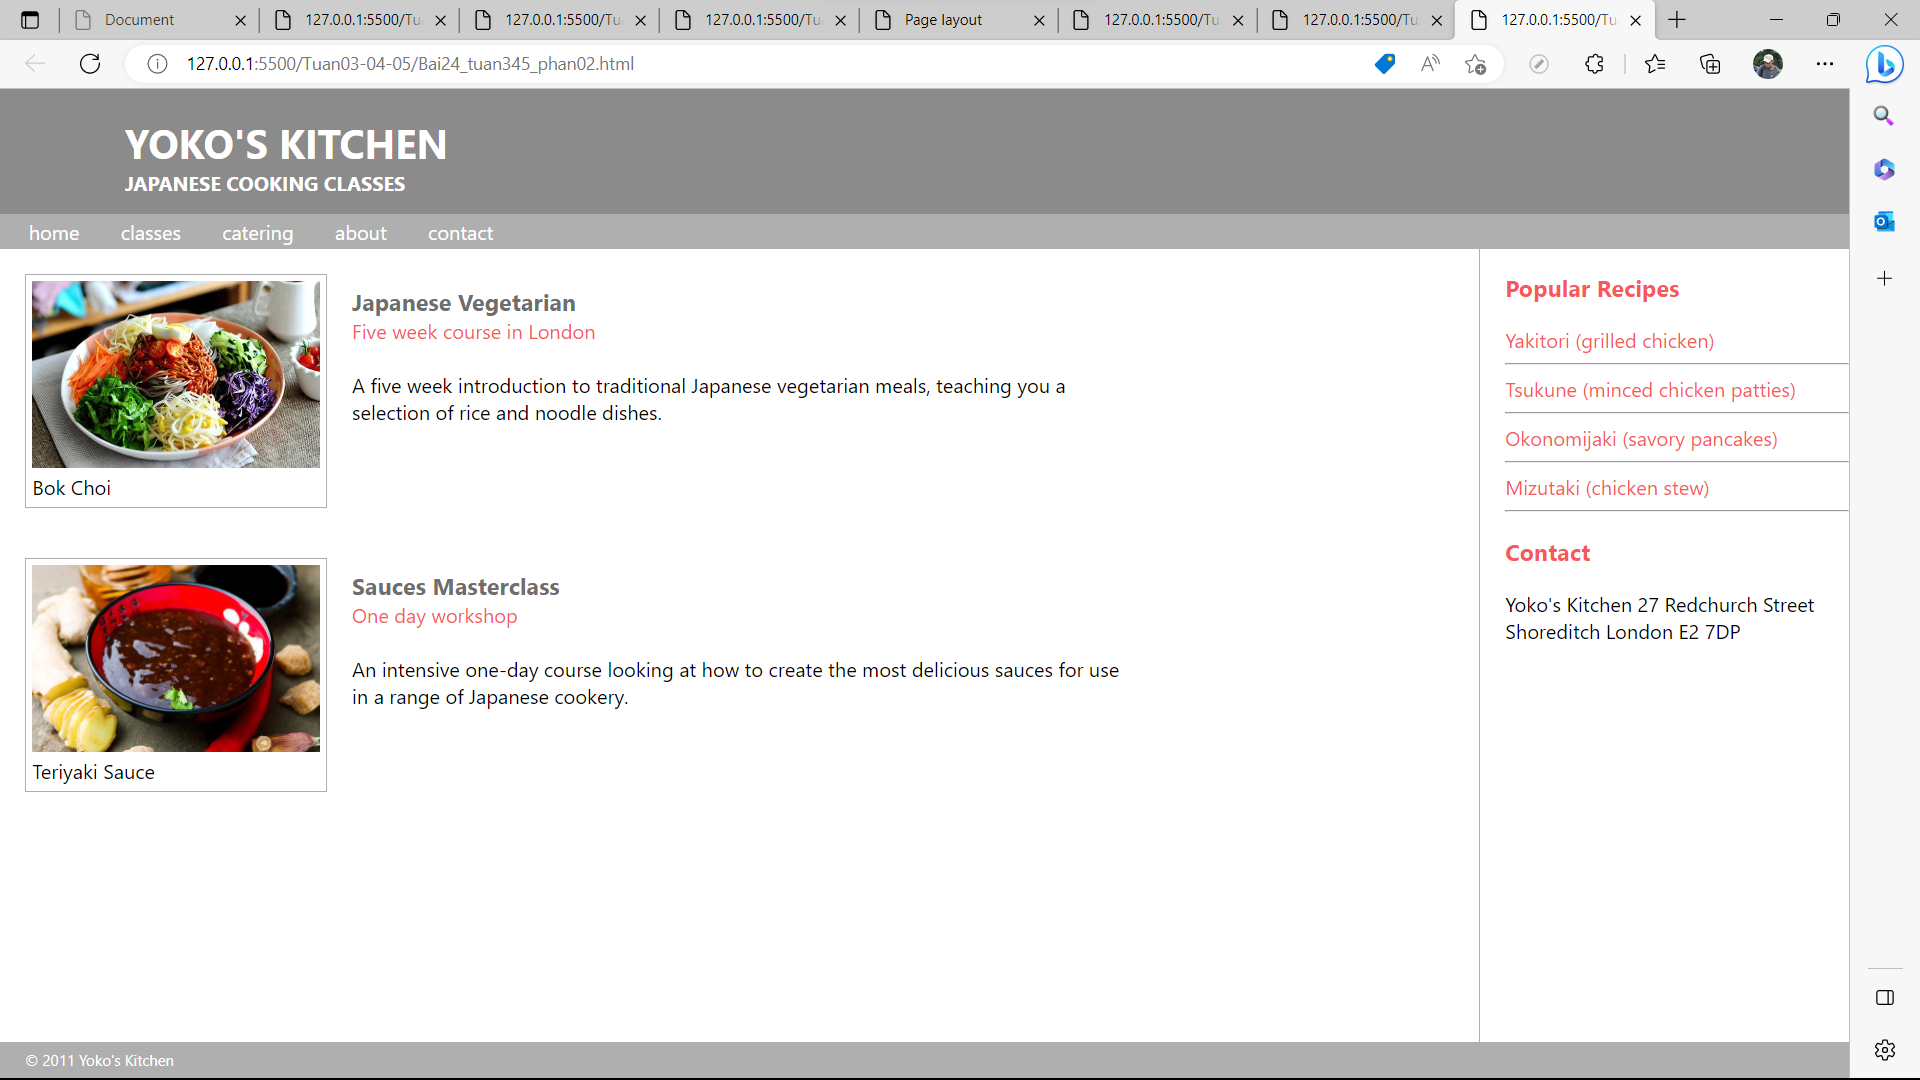 Document
127.0.0.1:5500/Tu
127.0.0.1:5500/Tu
127.0.0.1:5500/Tu
Page layout
127.0.0.1:5500/Tu
127.0.0.1:5500/Tu
127.0.0.1:5500/Tu
127.0.0.1:5500/Tuan03-04-05/Bai24_tuan345_phan02.html
YOKO'S KITCHEN
JAPANESE COOKING CLASSES
home classes catering about contact
Japanese Vegetarian
Five week course in London
A five week introduction to traditional Japanese vegetarian meals, teaching you a
selection of rice and noodle dishes.
Bok Choi
Sauces Masterclass
One day workshop
An intensive one-day course looking at how to create the most delicious sauces for use
in a range of Japanese cookery.
Teriyaki Sauce
Popular Recipes
Yakitori (grilled chicken)
Tsukune (minced chicken patties)
Okonomijaki (savory pancakes)
Mizutaki (chicken stew)
Contact
Yoko's Kitchen 27 Redchurch Street
Shoreditch London E2 7DP
© 2011 Yoko's Kitchen